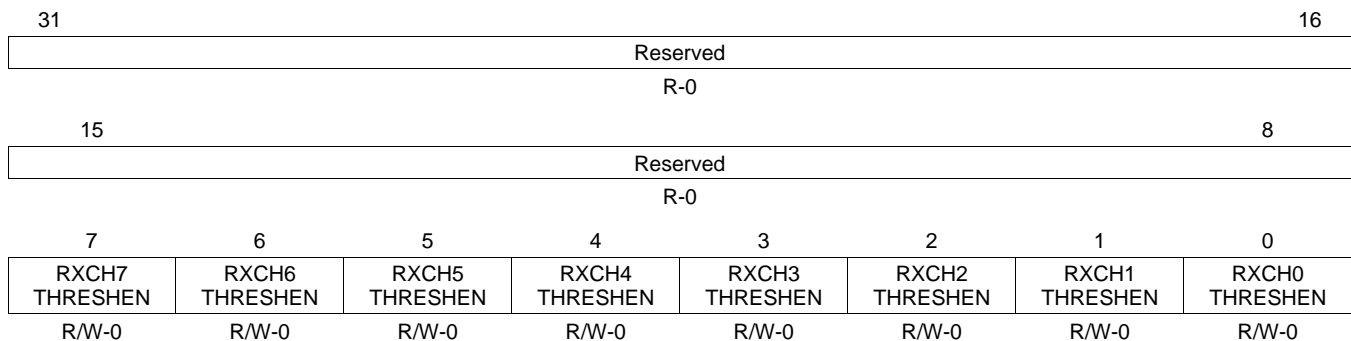 31 16
Reserved
R-0
15 8
Reserved
R-0
7 6 5 4 3 2 1 0
RXCH7 RXCH6 RXCH5 RXCH4 RXCH3 RXCH2 RXCH1 RXCH0
THRESHEN THRESHEN THRESHEN THRESHEN THRESHEN THRESHEN THRESHEN THRESHEN
R/W-0 R/W-0 R/W-0 R/W-0 R/W-0 R/W-0 R/W-0 R/W-0